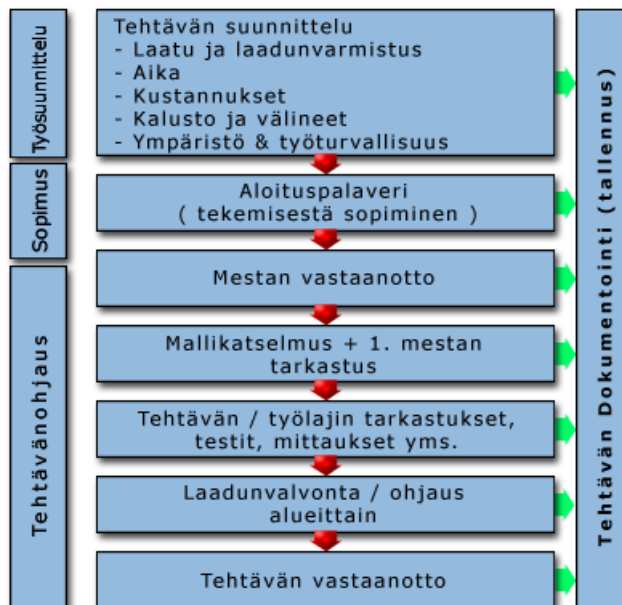 Työsuunnittelu
Tehtävän suunnittelu
- Laatu ja laadunvarmistus
- Aika
- Kustannukset
- Kalusto ja välineet
- Ympäristö & työturvallisuus
Sopimus
Aloituspalaveri
( tekemisestä sopiminen )
Tehtävänohjaus
Mestan vastaanotto
Mallikatselmus + 1. mestan
tarkastus
Tehtävän / työlajin tarkastukset,
testit, mittaukset yms.
Laadunvalvonta / ohjaus
alueittain
Tehtävän vastaanotto
Tehtävän Dokumentointi (tallennus)